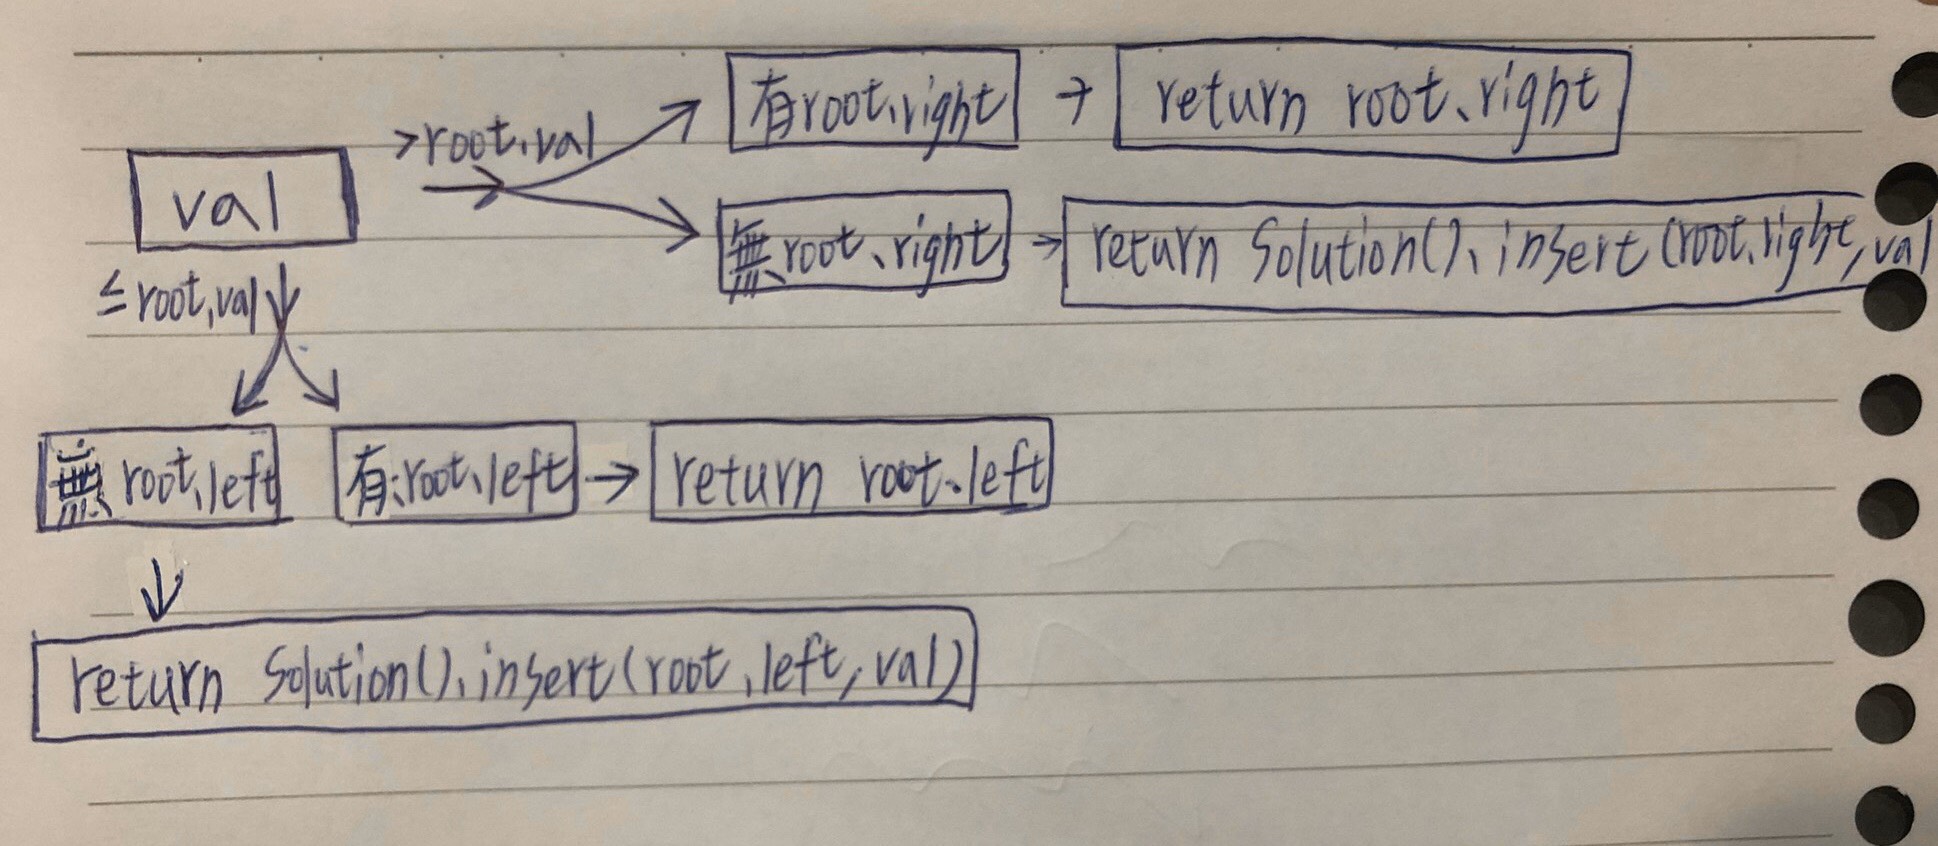 val
>root.val
有root.right → return root.right
無root.right → return Solution().insert(root.right,val
≤root.val
無root.left
有root.left → return root.left
return Solution().insert(root.left,val)